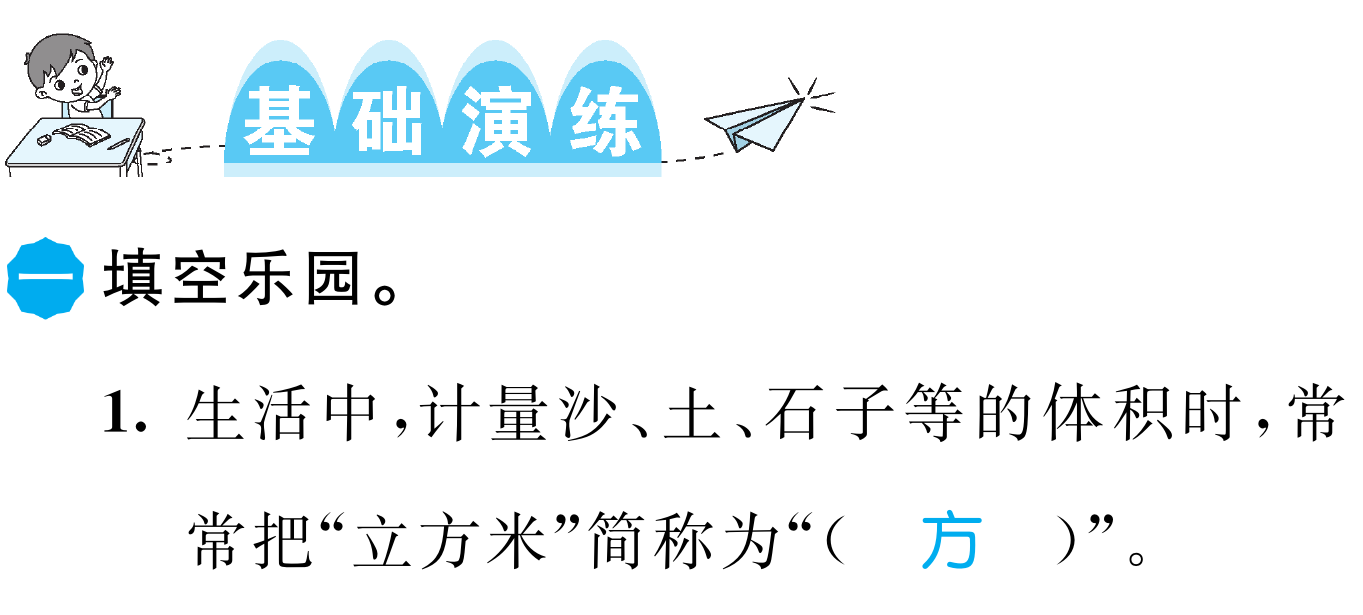 基础演练
一 填空乐园。
1. 生活中,计量沙、土、石子等的体积时,常
常把“立方米”简称为“( 方 )”。